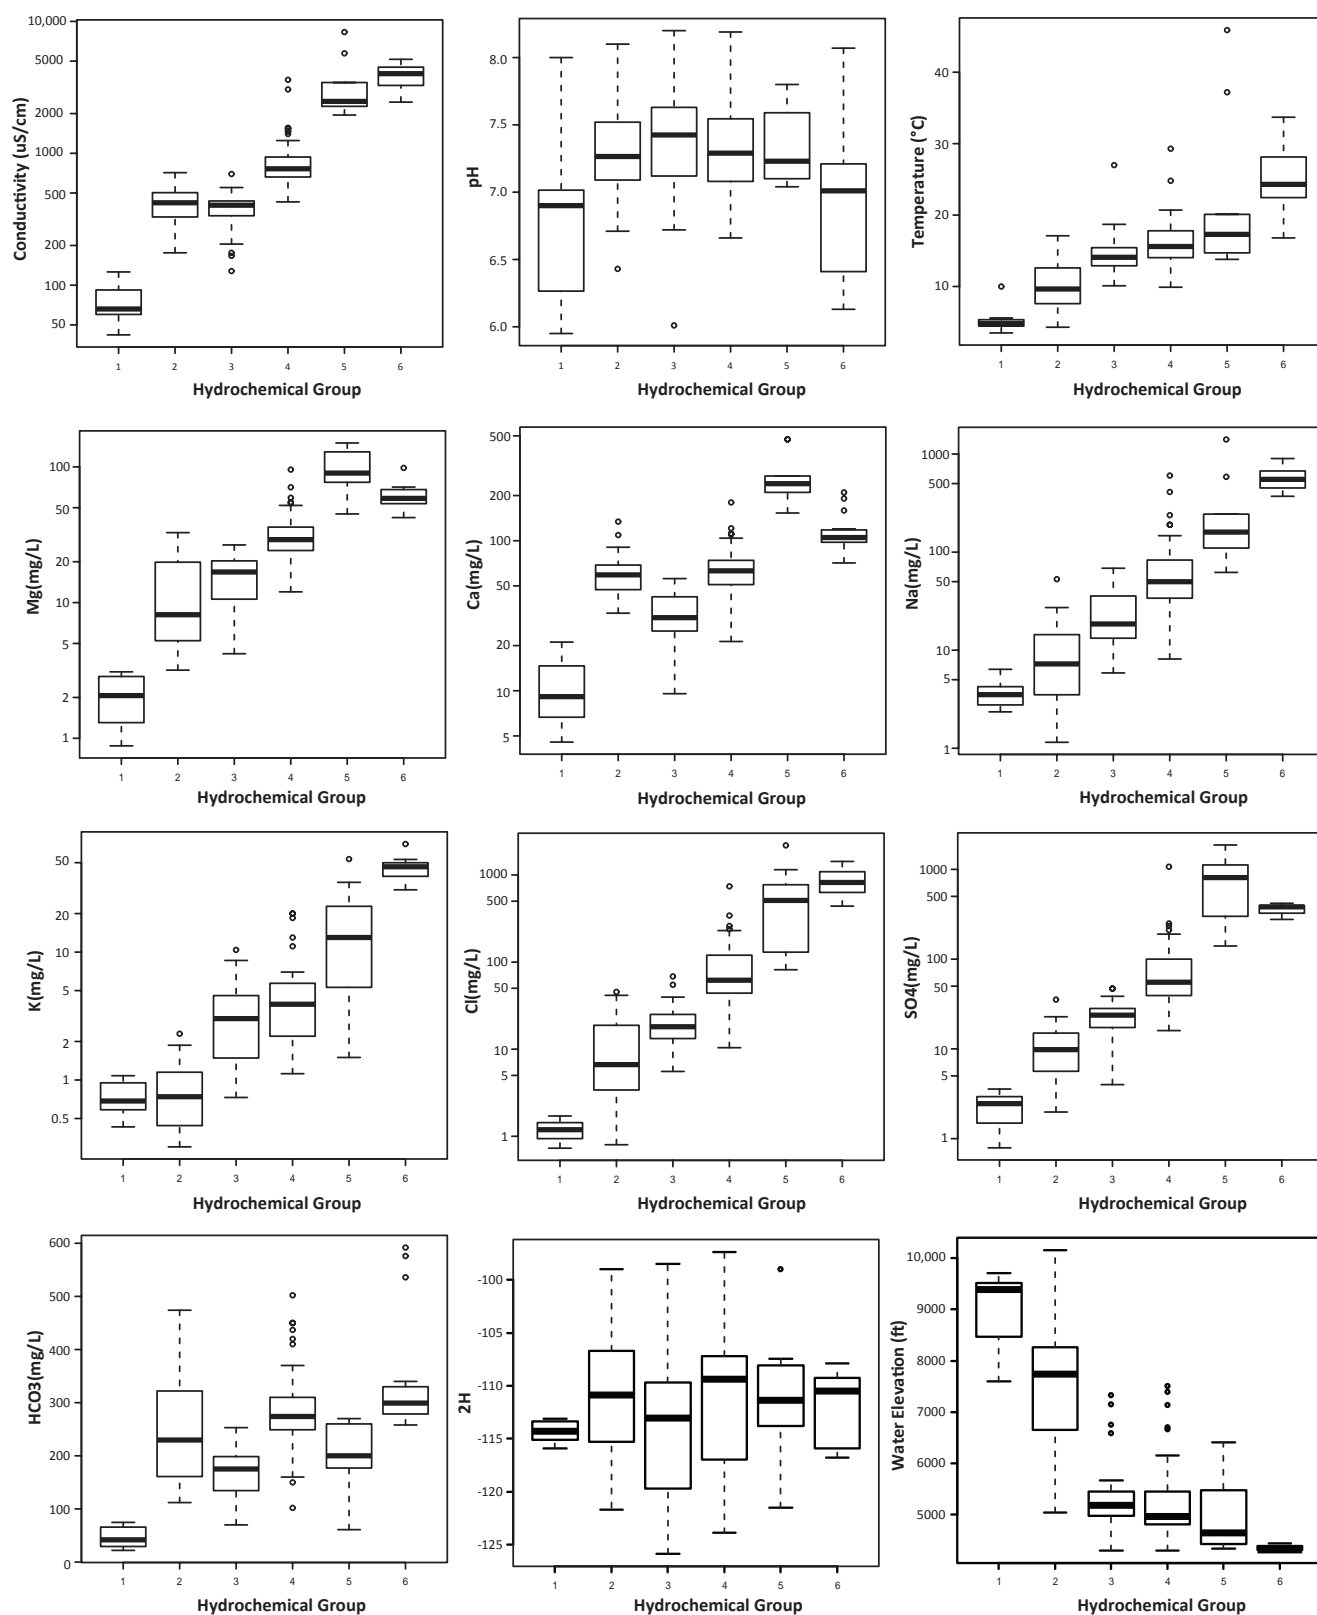 Conductivity (uS/cm)
10,000
5000
2000
1000
500
200
100
50
1 2 3 4 5 6
Hydrochemical Group
pH
8.0
7.5
7.0
6.5
6.0
1 2 3 4 5 6
Hydrochemical Group
Temperature (°C)
40
30
20
10
1 2 3 4 5 6
Hydrochemical Group
Mg(mg/L)
100
50
20
10
5
2
1
1 2 3 4 5 6
Hydrochemical Group
Ca(mg/L)
500
200
100
50
20
10
5
1 2 3 4 5 6
Hydrochemical Group
Na(mg/L)
1000
500
100
50
10
5
1
1 2 3 4 5 6
Hydrochemical Group
K(mg/L)
50
20
10
5
2
1
0.5
1 2 3 4 5 6
Hydrochemical Group
Cl(mg/L)
1000
500
100
50
10
5
1
1 2 3 4 5 6
Hydrochemical Group
SO4(mg/L)
1000
500
100
50
10
5
1
1 2 3 4 5 6
Hydrochemical Group
HCO3(mg/L)
600
500
400
300
200
100
0
1 2 3 4 5 6
Hydrochemical Group
2H
-100
-105
-110
-115
-120
-125
1 2 3 4 5 6
Hydrochemical Group
Water Elevation (ft)
10,000
9000
8000
7000
6000
5000
1 2 3 4 5 6
Hydrochemical Group